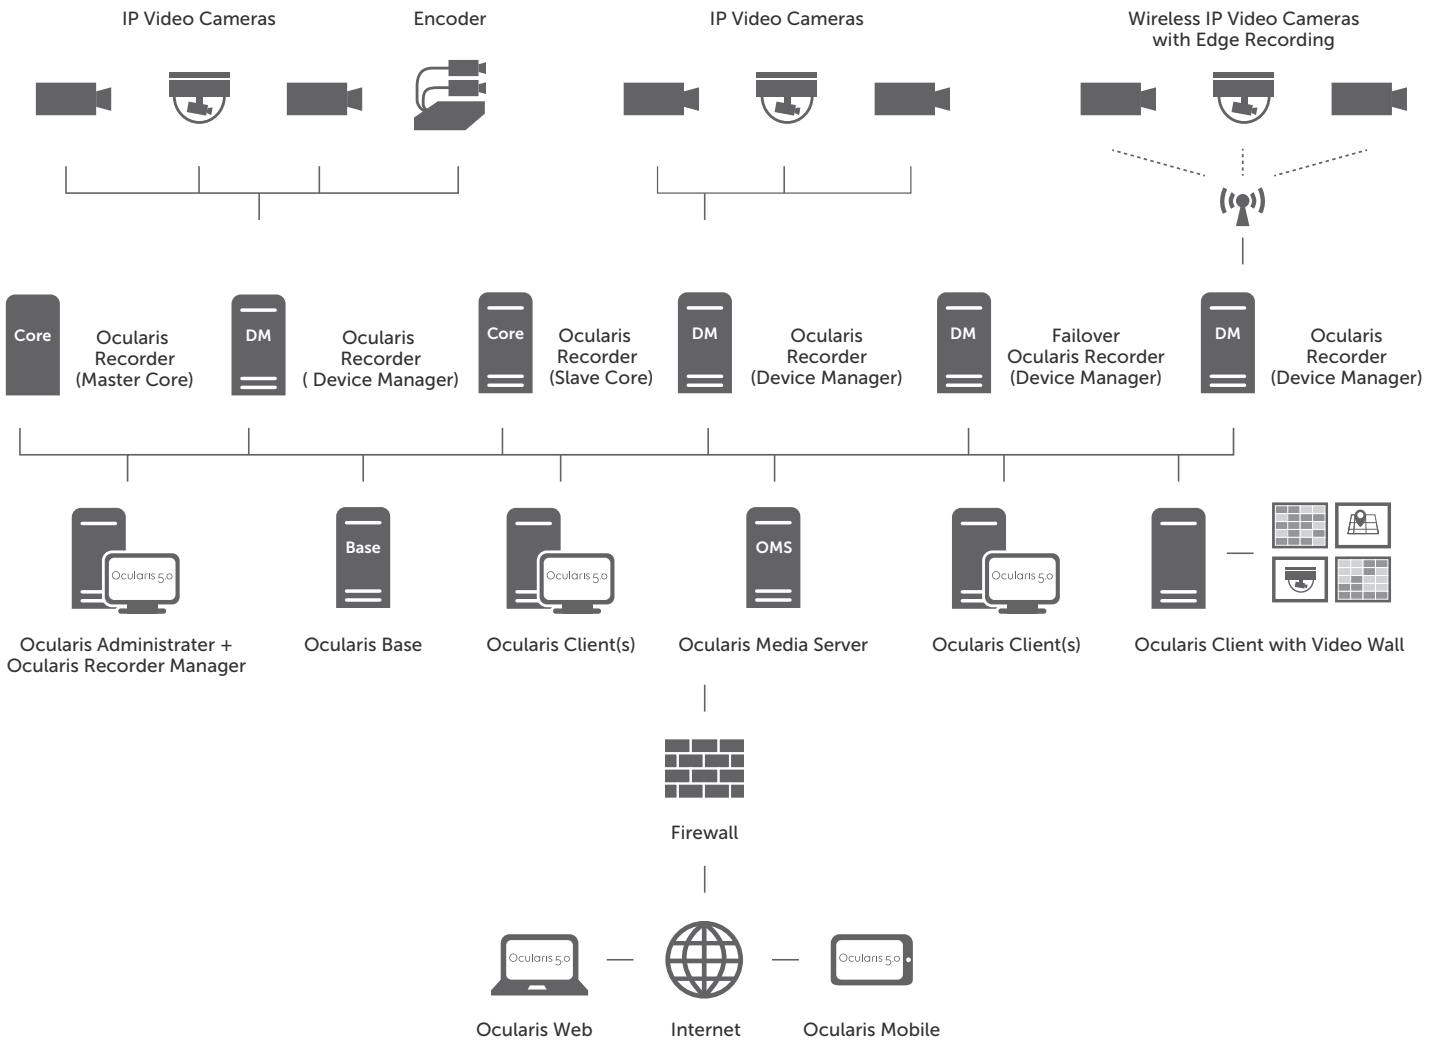 IP Video Cameras
Encoder
IP Video Cameras
Wireless IP Video Cameras
with Edge Recording
Core
Ocularis
Recorder
(Master Core)
DM
Ocularis
Recorder
( Device Manager)
Core
Ocularis
Recorder
(Slave Core)
DM
Ocularis
Recorder
(Device Manager)
DM
Failover
Ocularis Recorder
(Device Manager)
DM
Ocularis
Recorder
(Device Manager)
Ocularis 5.0
Ocularis Administrater +
Ocularis Recorder Manager
Base
Ocularis Base
Ocularis 5.0
Ocularis Client(s)
OMS
Ocularis Media Server
Ocularis 5.0
Ocularis Client(s)
Ocularis Client with Video Wall
Firewall
Ocularis 5.0
Ocularis Web
Internet
Ocularis 5.0
Ocularis Mobile